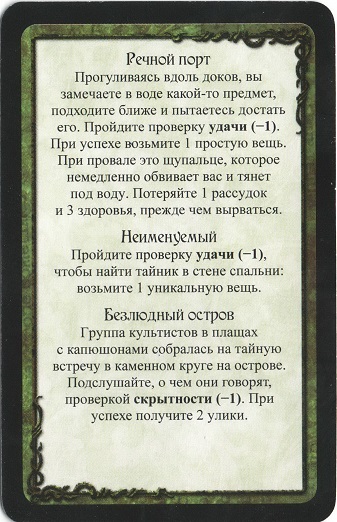 Речной порт
Прогуливаясь вдоль доков, вы
замечаете в воде какой-то предмет,
подходите ближе и пытаетесь достать
его. Пройдите проверку удачи (−1).
При успехе возьмите 1 простую вещь.
При провале это щупальце, которое
немедленно обвивает вас и тянет
под воду. Потеряйте 1 рассудок
и 3 здоровья, прежде чем вырваться.
Неименуемый
Пройдите проверку удачи (−1),
чтобы найти тайник в стене спальни:
возьмите 1 уникальную вещь.
Безлюдный остров
Группа культистов в плащах
с капюшонами собралась на тайную
встречу в каменном круге на острове.
Подслушайте, о чем они говорят,
проверкой скрытности (−1). При
успехе получите 2 улики.